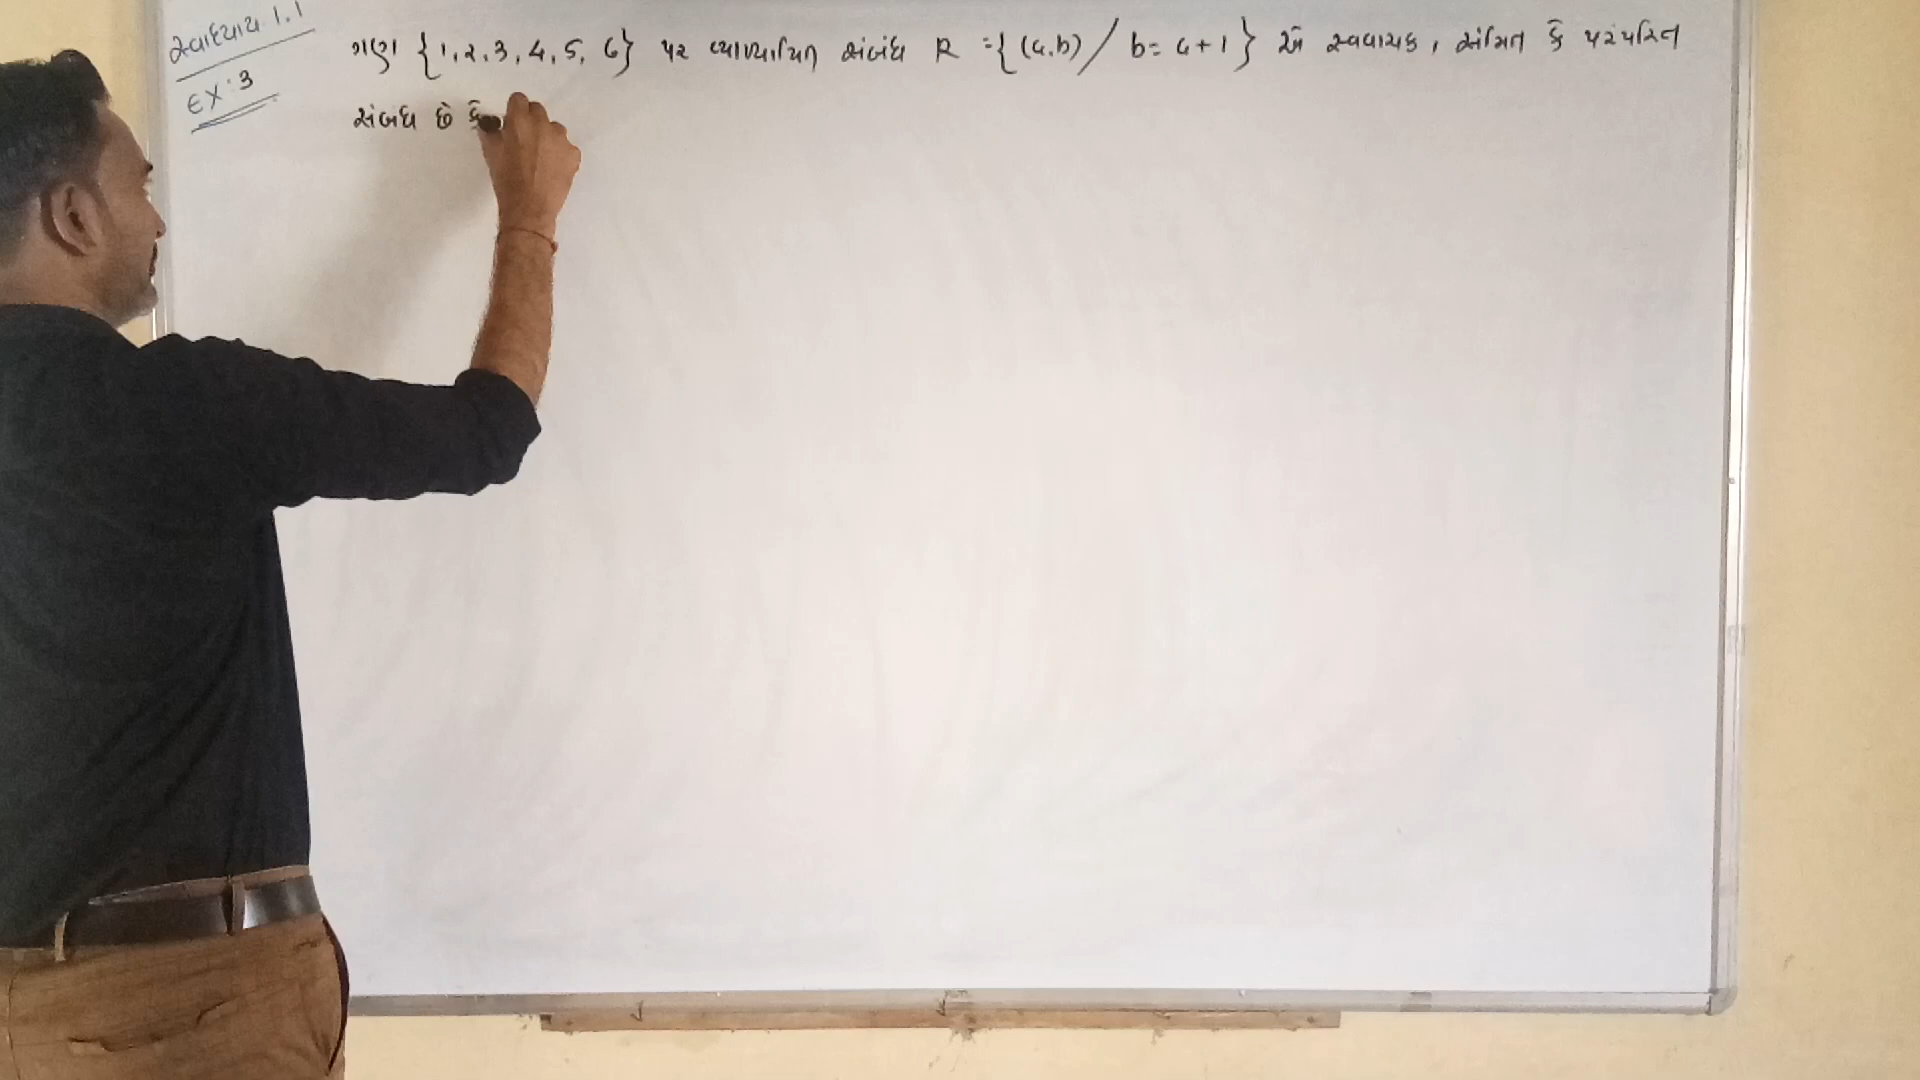 સ્વાધ્યાય 1.1
EX:3
ગણ {1,2,3,4,5,6} પર વ્યાખ્યાયિત સંબંધ R = {(a,b) / b = a+1} એ સ્વવાચક, સંમિત કે પરંપરિત
સંબંધ છે કે